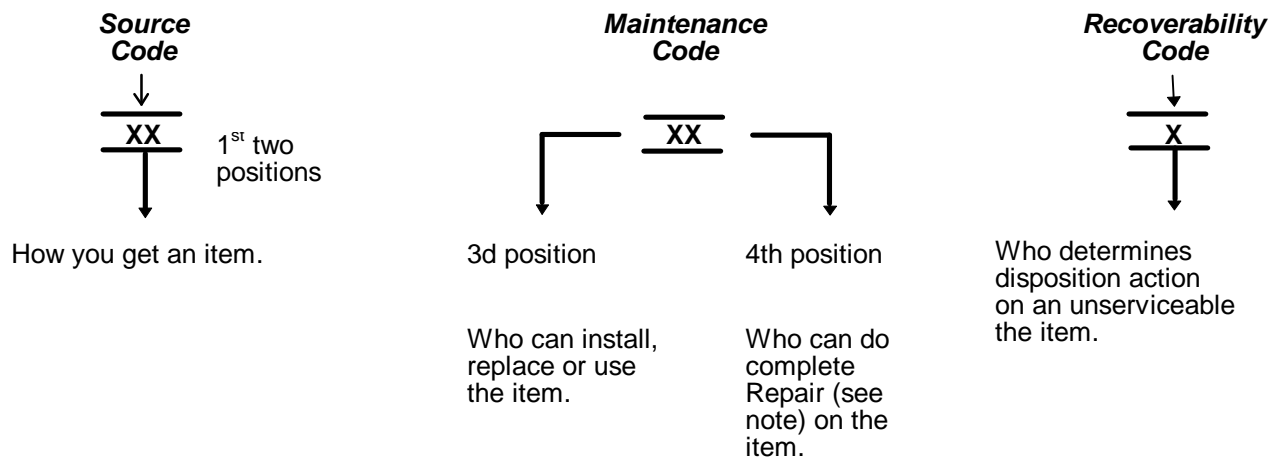 Source
Code
XX
1st two
positions
How you get an item.
Maintenance
Code
XX
3d position
Who can install,
replace or use
the item.
4th position
Who can do
complete
Repair (see
note) on the
item.
Recoverability
Code
X
Who determines
disposition action
on an unserviceable
the item.